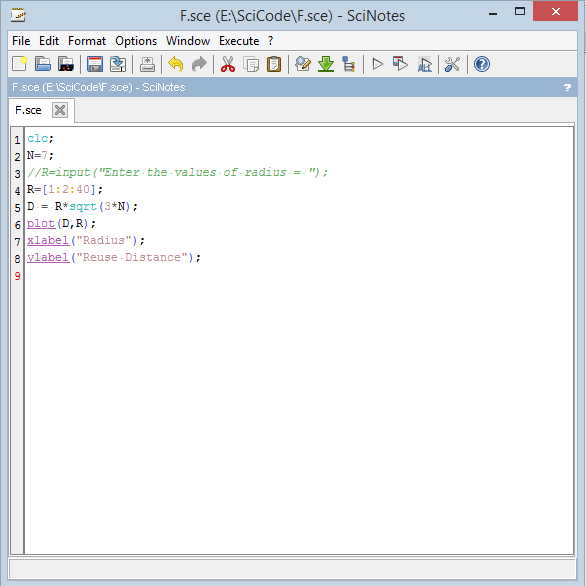 F.sce (E:\SciCode\F.sce) - SciNotes
File Edit Format Options Window Execute ?
F.sce (E:\SciCode\F.sce) - SciNotes ?
F.sce
1 clc;
2 N=7;
3 //R=input("Enter the values of radius = ");
4 R=[1:2:40];
5 D = R*sqrt(3*N);
6 plot(D,R);
7 xlabel("Radius");
8 ylabel("Reuse Distance");
9